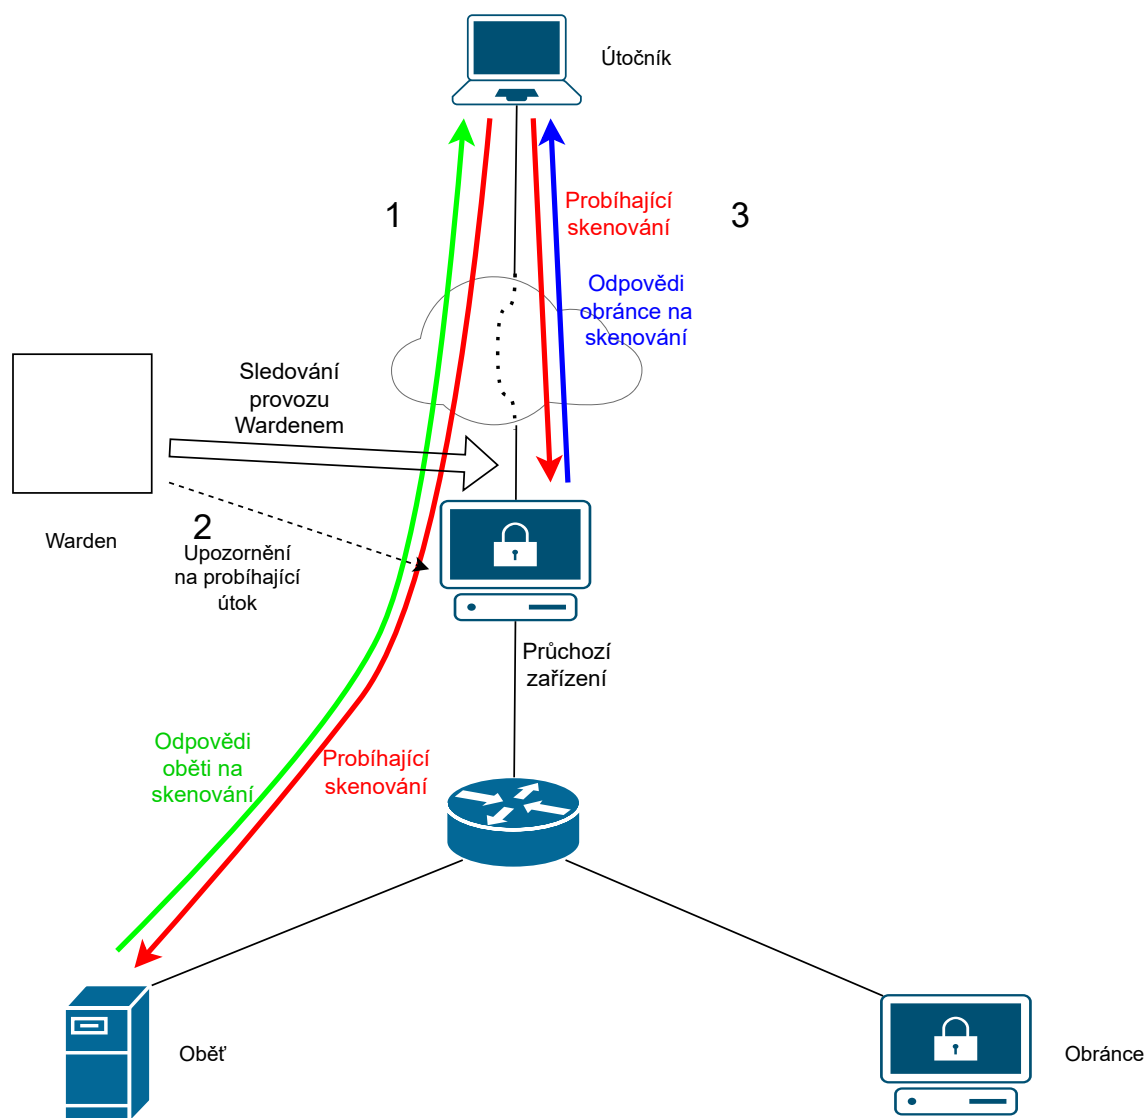 Útočník
1
Probíhající
skenování
3
Odpovědi
obránce na
skenování
Sledování
provozu
Wardenem
Warden
2
Upozornění
na probíhající
útok
Průchozí
zařízení
Odpovědi
oběti na
skenování
Probíhající
skenování
Oběť
Obránce